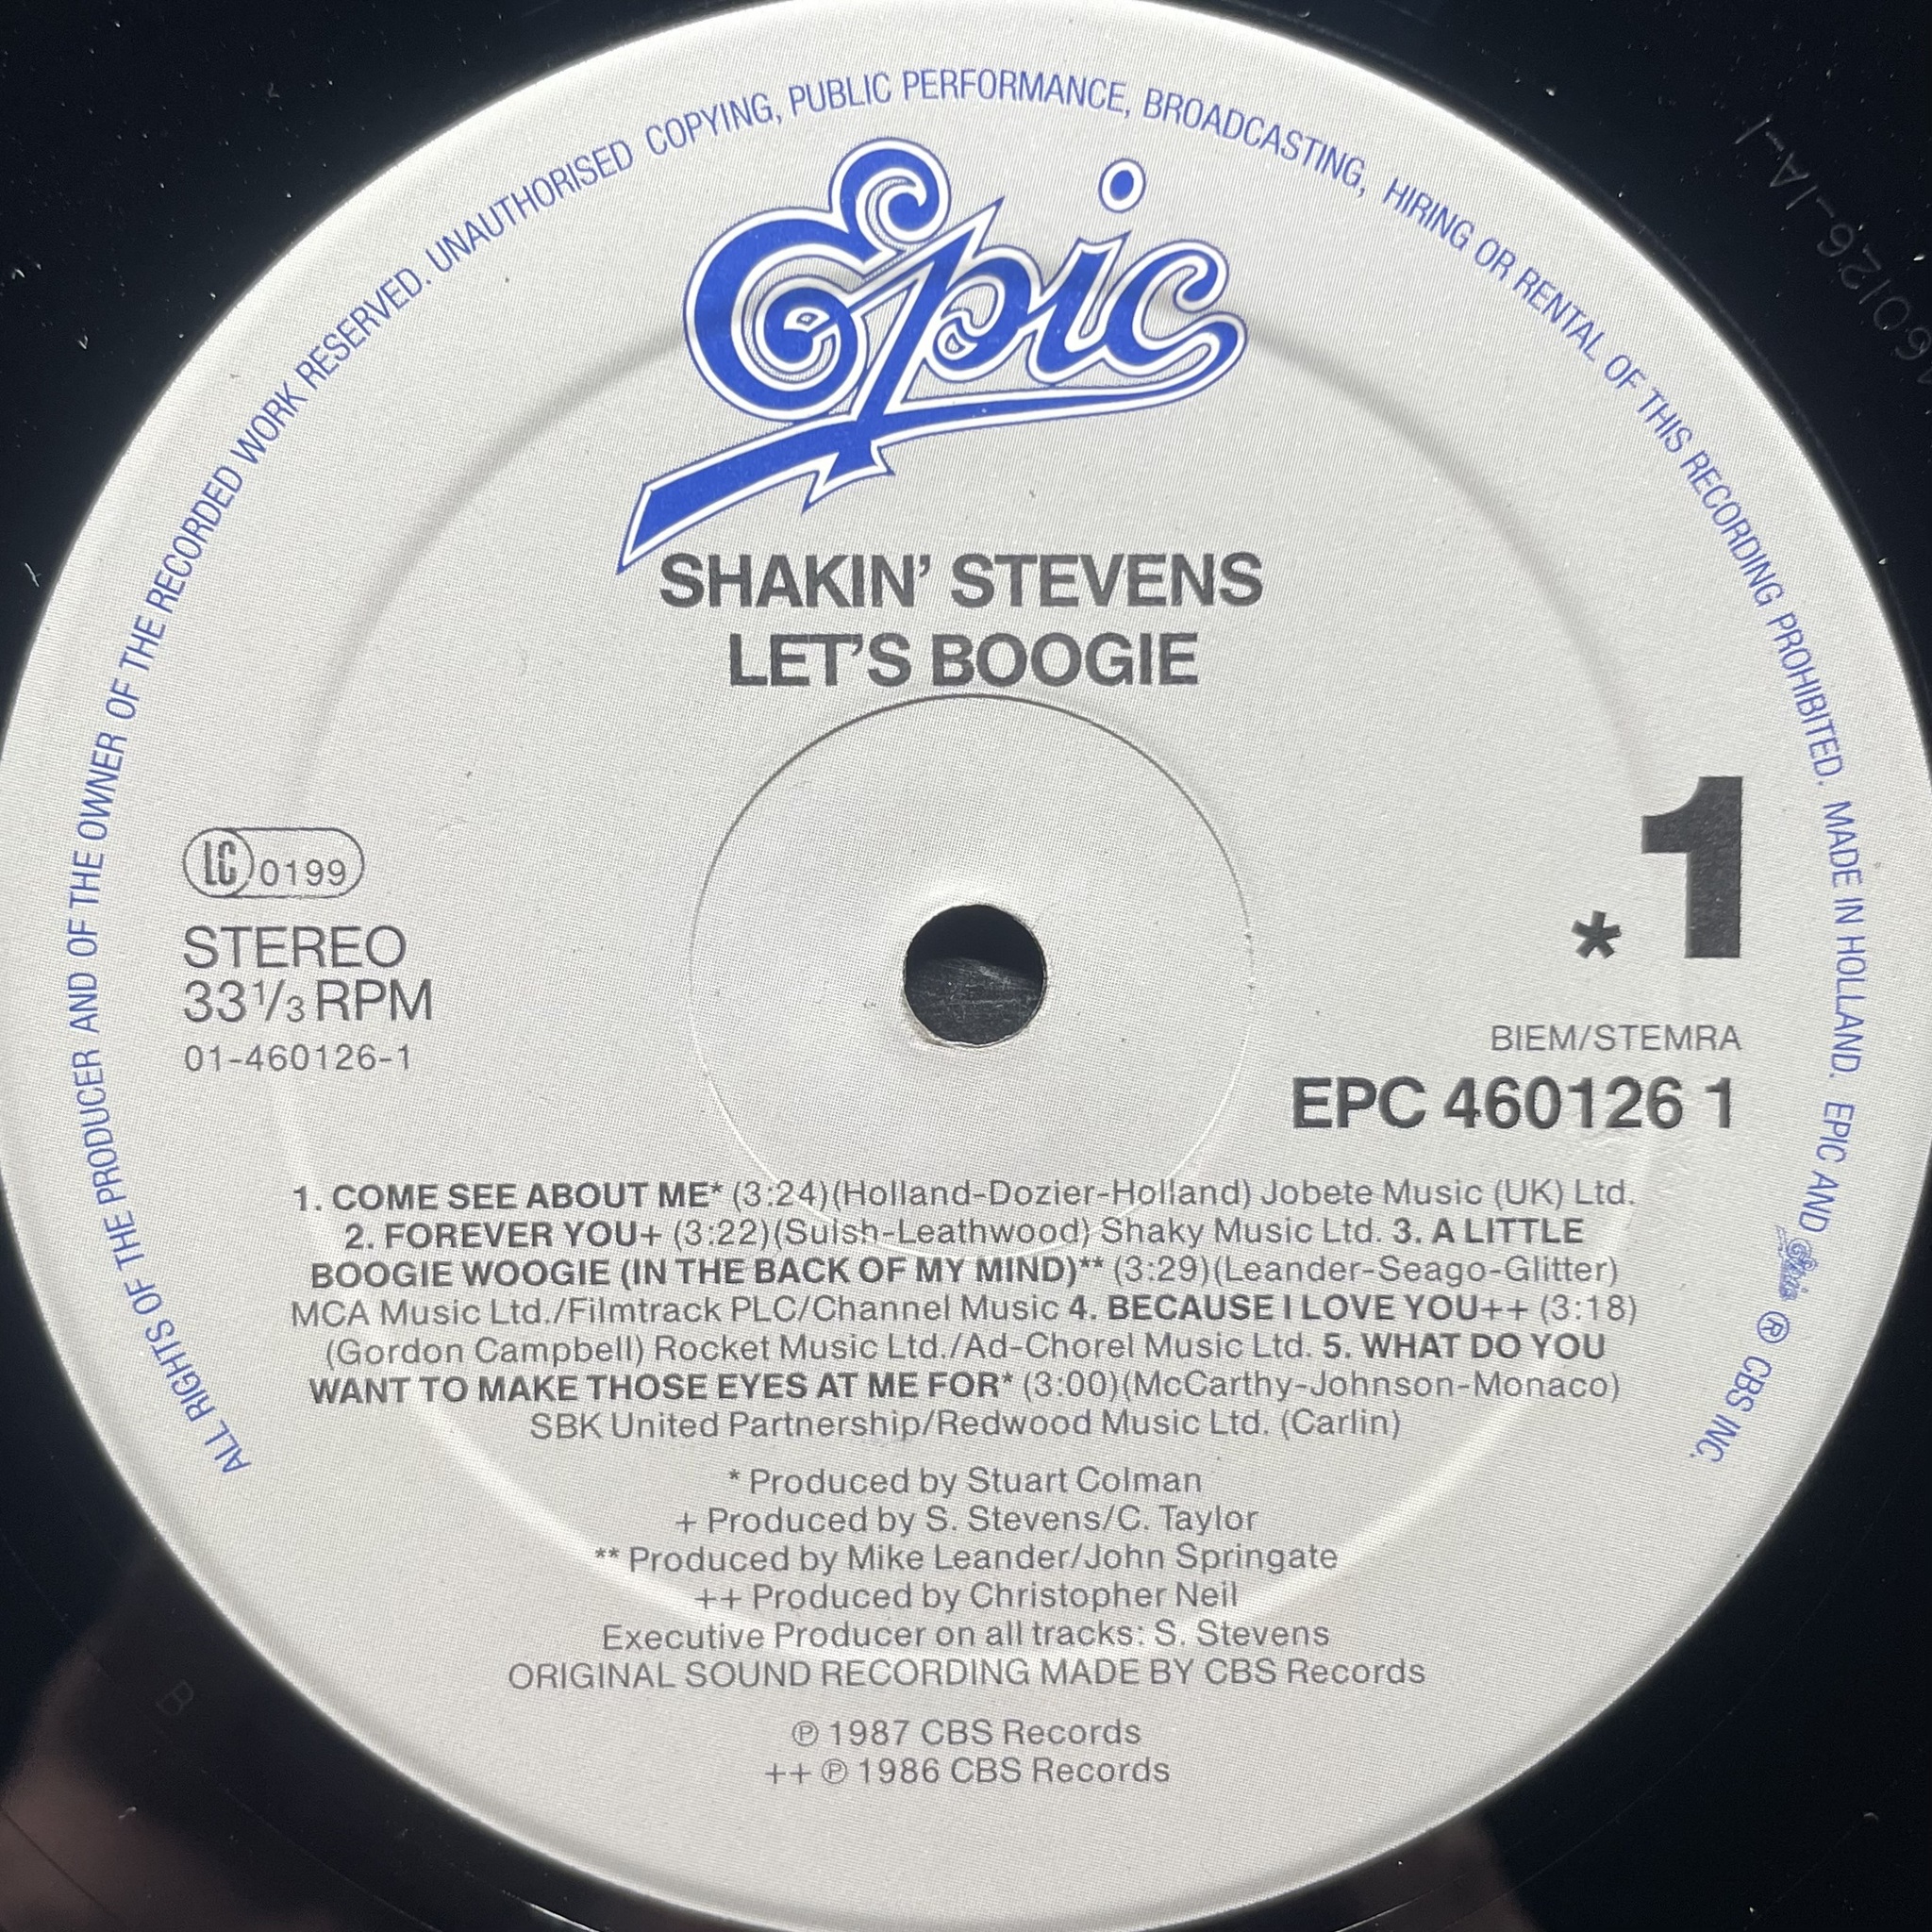 ALL RIGHTS OF THE PRODUCER AND OF THE OWNER OF THE RECORDED WORK RESERVED. UNAUTHORISED COPYING, PUBLIC PERFORMANCE, BROADCASTING, HIRING OR RENTAL OF THIS RECORDING PROHIBITED. MADE IN HOLLAND. EPIC AND Epic ® CBS INC.
Epic
SHAKIN' STEVENS
LET'S BOOGIE
LC 0199
STEREO
33 1/3 RPM
01-460126-1
* 1
BIEM/STEMRA
EPC 460126 1
1. COME SEE ABOUT ME* (3:24)(Holland-Dozier-Holland) Jobete Music (UK) Ltd.
2. FOREVER YOU+ (3:22)(Sulsh-Leathwood) Shaky Music Ltd. 3. A LITTLE
BOOGIE WOOGIE (IN THE BACK OF MY MIND)** (3:29)(Leander-Seago-Glitter)
MCA Music Ltd./Filmtrack PLC/Channel Music 4. BECAUSE I LOVE YOU++ (3:18)
(Gordon Campbell) Rocket Music Ltd./Ad-Chorel Music Ltd. 5. WHAT DO YOU
WANT TO MAKE THOSE EYES AT ME FOR* (3:00)(McCarthy-Johnson-Monaco)
SBK United Partnership/Redwood Music Ltd. (Carlin)
* Produced by Stuart Colman
+ Produced by S. Stevens/C. Taylor
** Produced by Mike Leander/John Springate
++ Produced by Christopher Neil
Executive Producer on all tracks: S. Stevens
ORIGINAL SOUND RECORDING MADE BY CBS Records
℗ 1987 CBS Records
++ ℗ 1986 CBS Records
60126-1A-1
B